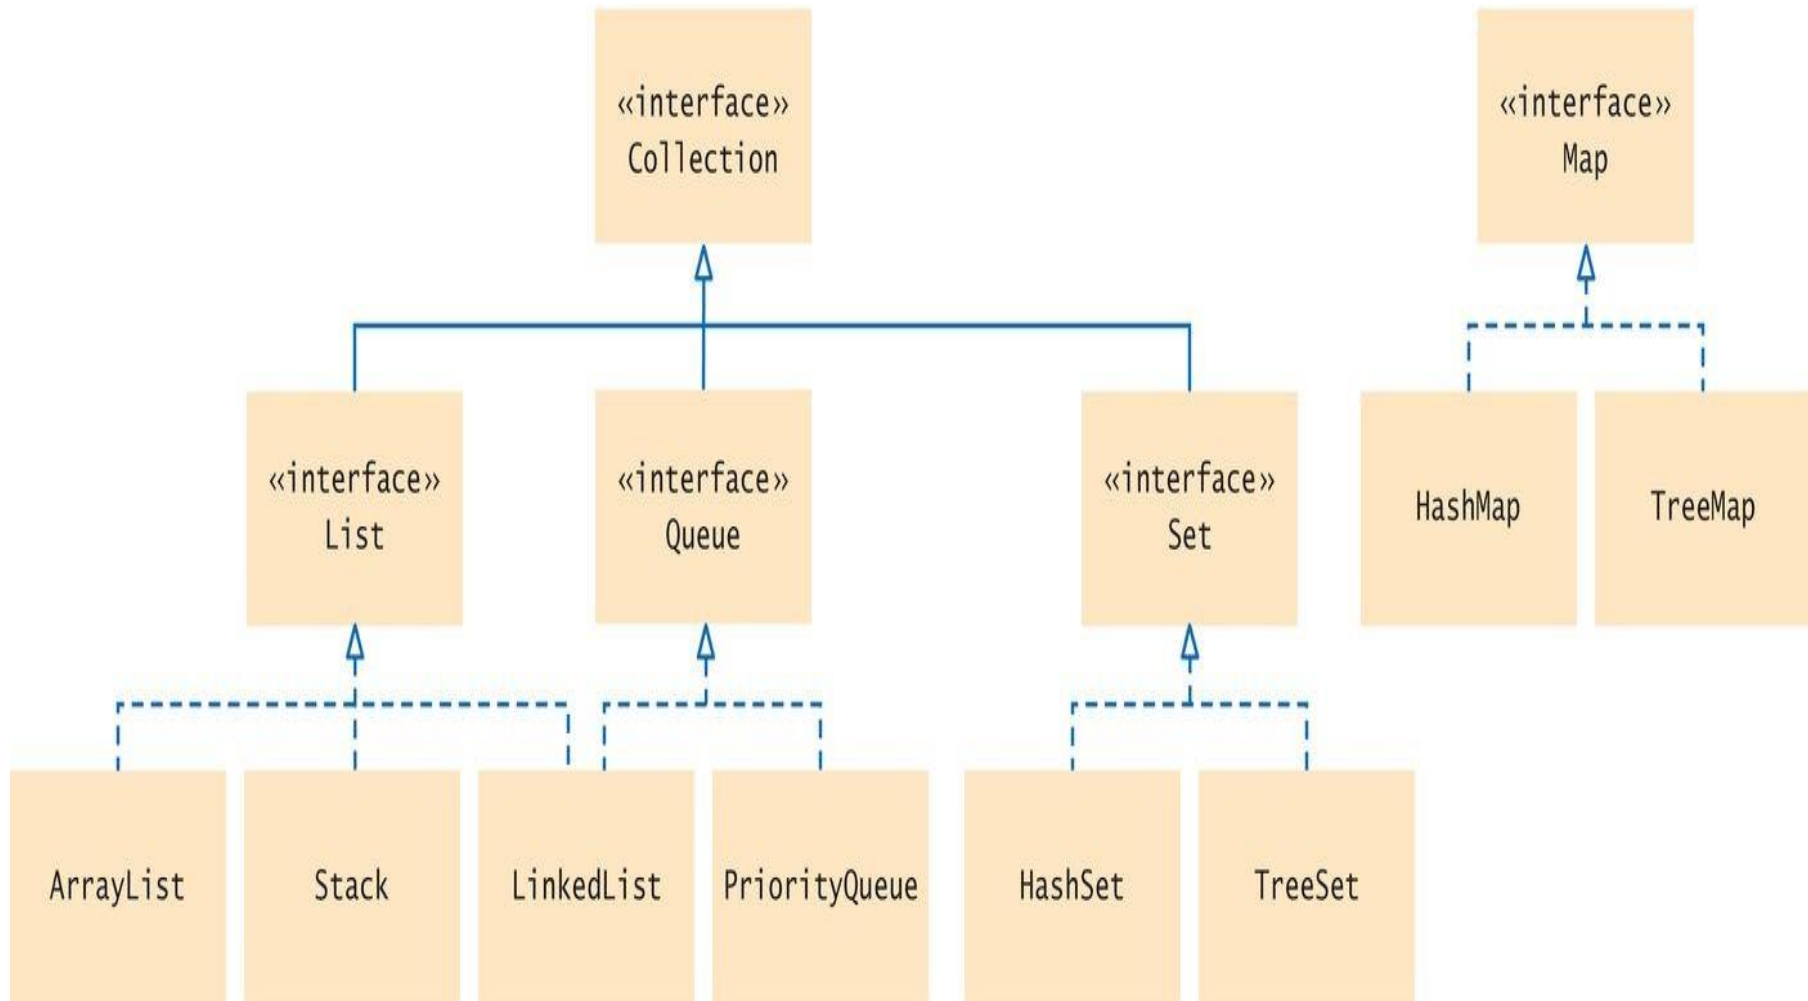 «interface»
Collection
«interface»
Map
«interface»
List
«interface»
Queue
«interface»
Set
HashMap
TreeMap
ArrayList
Stack
LinkedList
PriorityQueue
HashSet
TreeSet